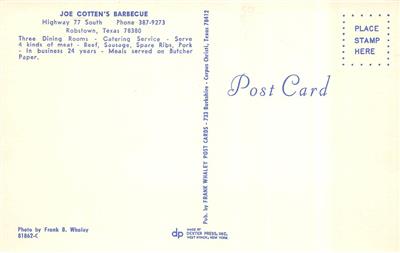 JOE COTTEN'S BARBECUE
Highway 77 South Phone 387-9273
Robstown, Texas 78380
Three Dining Rooms - Catering Service - Serve
4 kinds of meat - Beef, Sausage, Spare Ribs, Pork
- In business 24 years - Meals served on Butcher
Paper.
Photo by Frank B. Whaley
81862-C
Pub. by FRANK WHALEY POST CARDS - 733 Barkshire - Corpus Christi, Texas 78412
dp
MADE BY
DEXTER PRESS, INC.
WEST NYACK, NEW YORK
Post Card
PLACE
STAMP
HERE